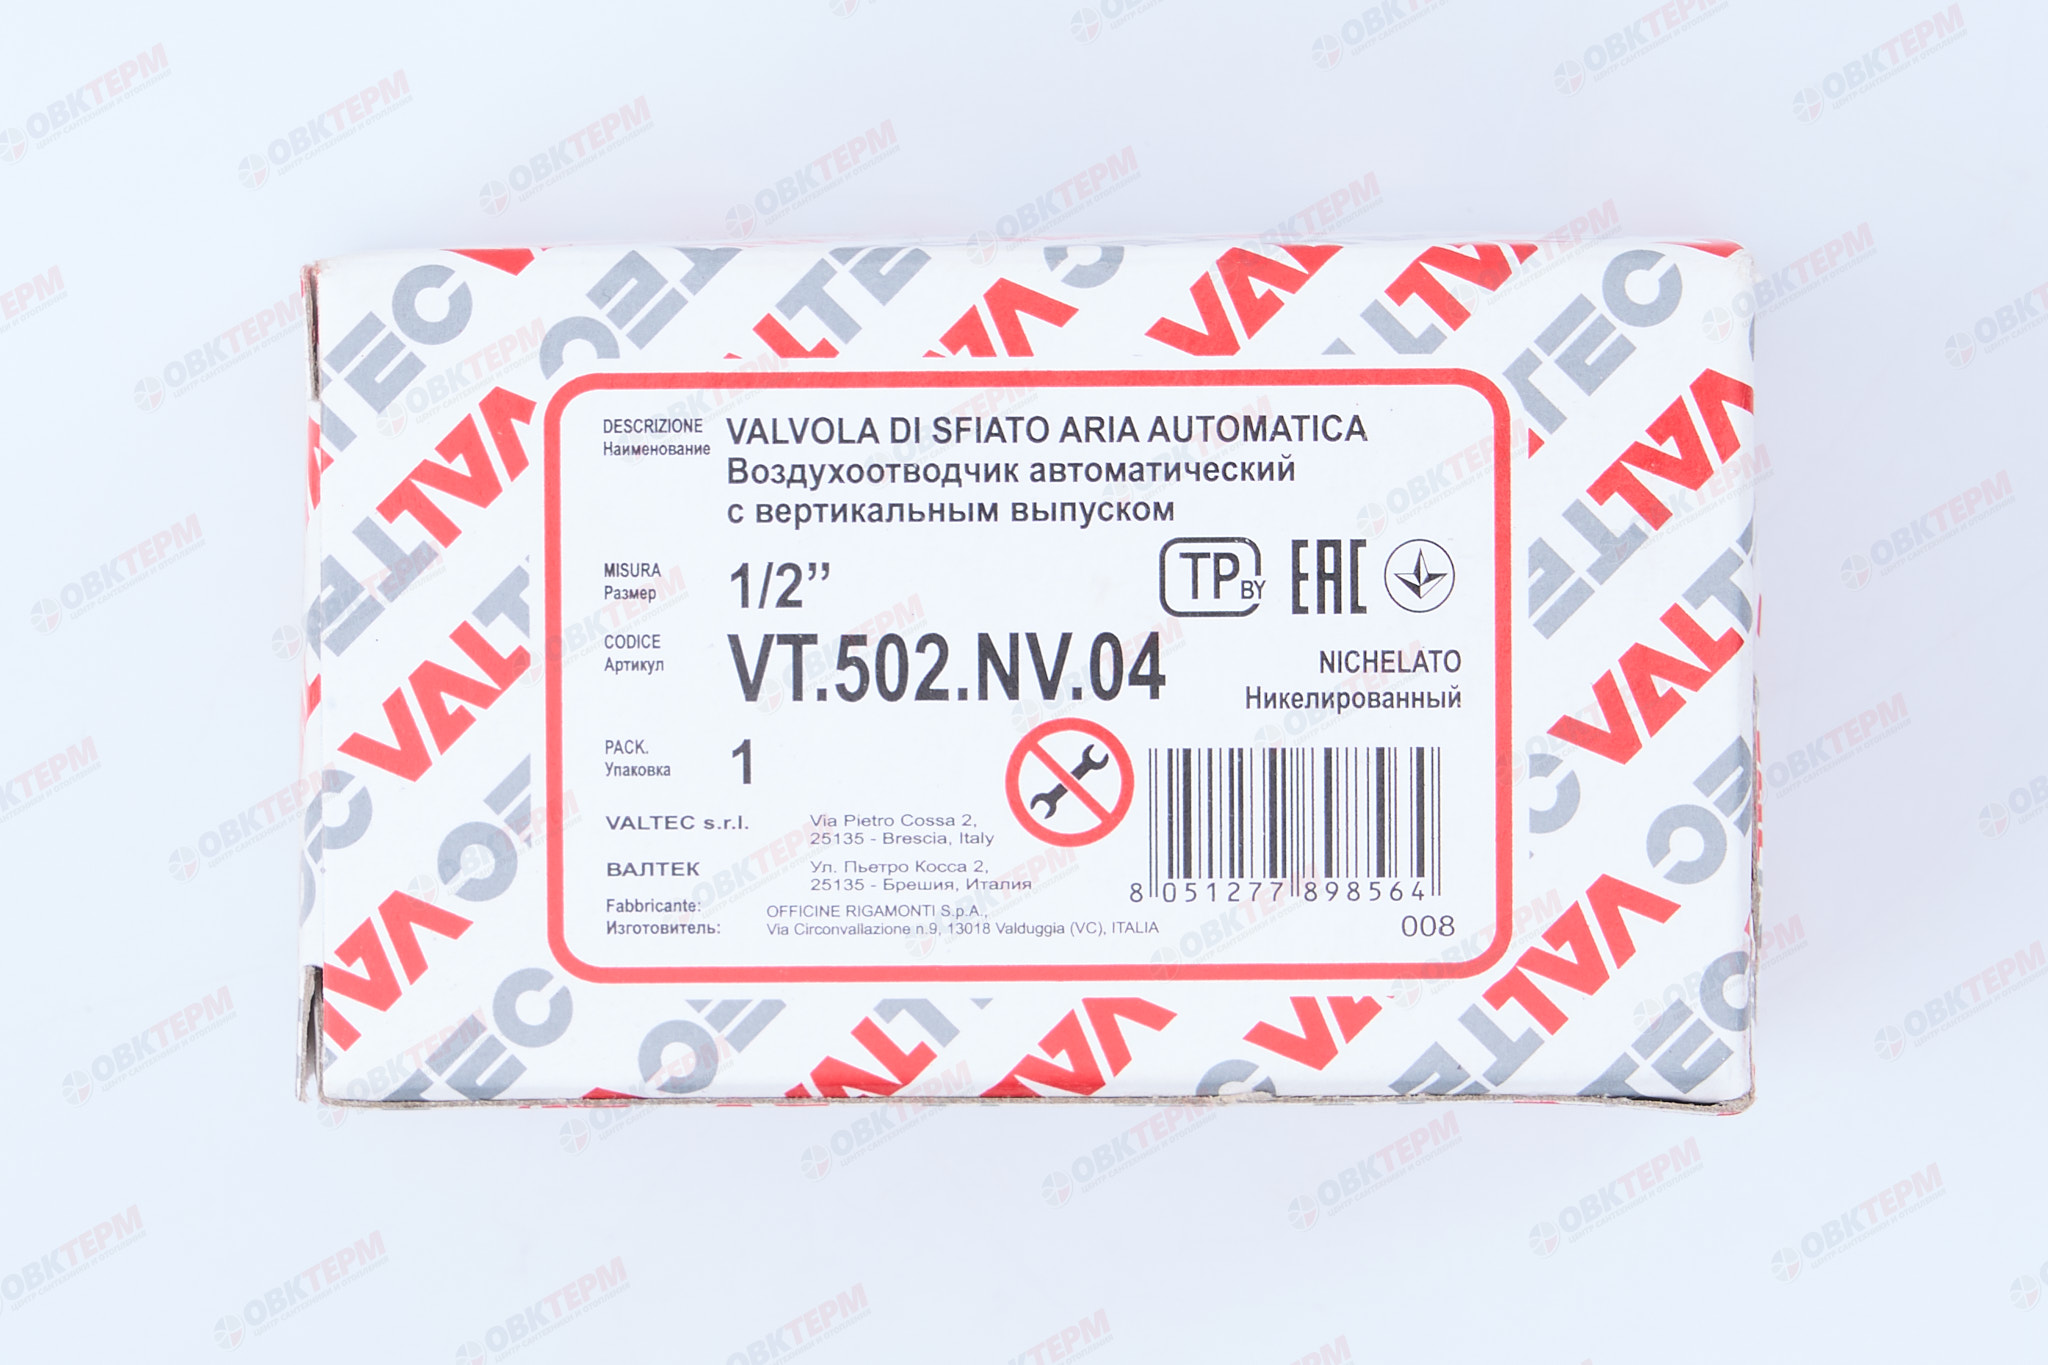 DESCRIZIONE VALVOLA DI SFIATO ARIA AUTOMATICA
Наименование Воздухоотводчик автоматический
с вертикальным выпуском
MISURA
Размер 1/2”
TP BY EAC
CODICE
Артикул VT.502.NV.04
NICHELATO
Никелированный
PACK.
Упаковка 1
VALTEC s.r.l. Via Pietro Cossa 2,
25135 - Brescia, Italy
ВАЛТЕК Ул. Пьетро Косса 2,
25135 - Брешия, Италия
8 051277 898564
Fabbricante: OFFICINE RIGAMONTI S.p.A.,
Изготовитель: Via Circonvallazione n.9, 13018 Valduggia (VC), ITALIA
008
VALTEC
ОВКТЕРМ
ЦЕНТР САНТЕХНИКИ И ОТОПЛЕНИЯ